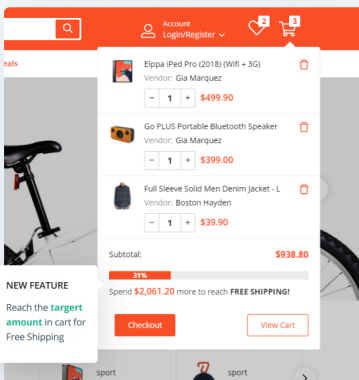 Account
Login/Register
2
3
eals
Elppa iPed Pro (2018) (Wifi + 3G)
Vendor: Gia Marquez
− 1 + $499.90
Go PLUS Portable Bluetooth Speaker
Vendor: Gia Marquez
− 1 + $399.00
Full Sleeve Solid Men Denim Jacket - L
Vendor: Boston Hayden
− 1 + $39.90
Subtotal: $938.80
31%
Spend $2,061.20 more to reach FREE SHIPPING!
Checkout
View Cart
NEW FEATURE
Reach the targert
amount in cart for
Free Shipping
sport
sport